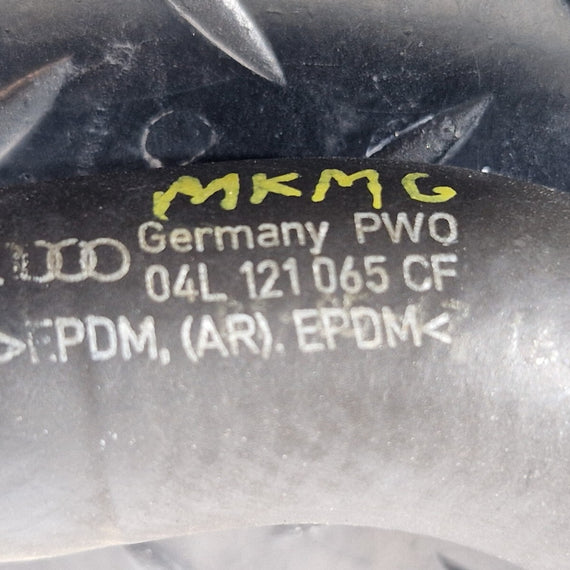 MKMG
Germany PWO
04L 121 065 CF
>EPDM, (AR). EPDM<